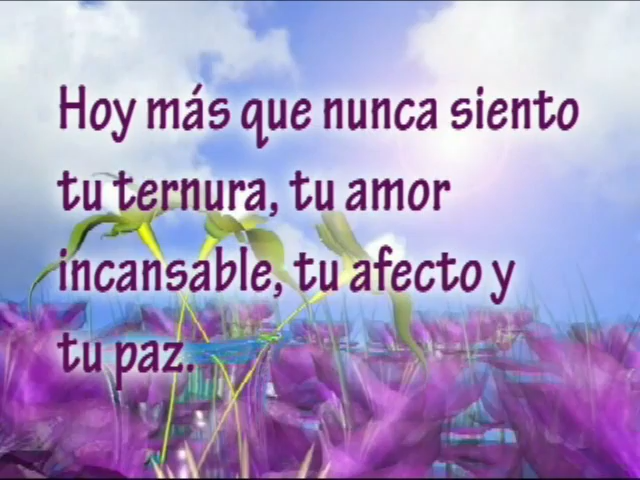 Hoy más que nunca siento
tu ternura, tu amor
incansable, tu afecto y
tu paz.